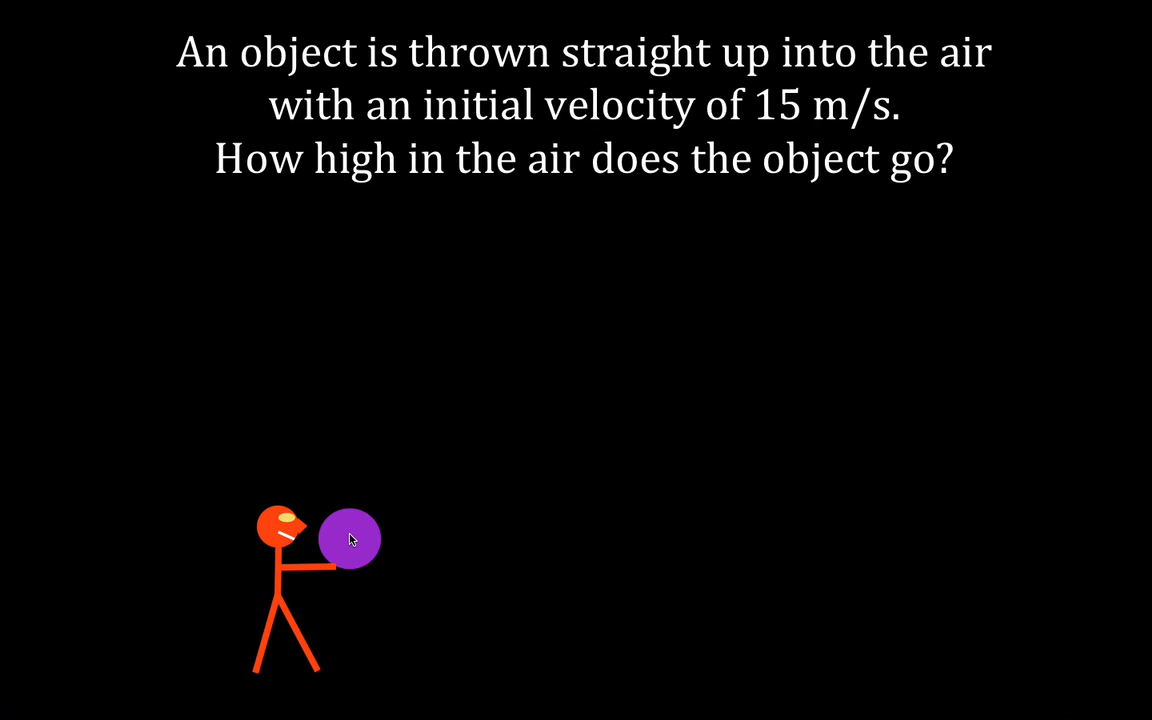 An object is thrown straight up into the air
with an initial velocity of 15 m/s.
How high in the air does the object go?